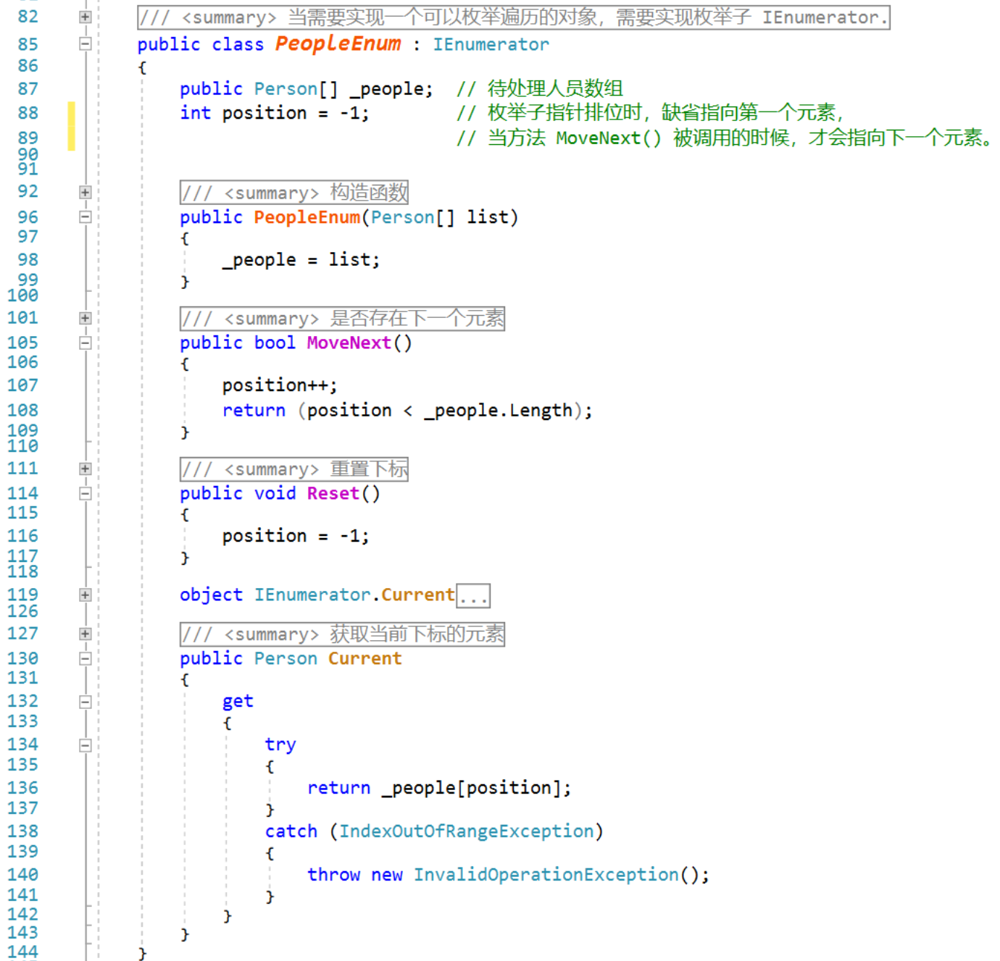 82 /// <summary> 当需要实现一个可以枚举遍历的对象，需要实现枚举子 IEnumerator.
85 public class PeopleEnum : IEnumerator
86 {
87 public Person[] _people; // 待处理人员数组
88 int position = -1; // 枚举子指针排位时，缺省指向第一个元素，
89 // 当方法 MoveNext() 被调用的时候，才会指向下一个元素。
90
91
92 /// <summary> 构造函数
96 public PeopleEnum(Person[] list)
97 {
98 _people = list;
99 }
100
101 /// <summary> 是否存在下一个元素
105 public bool MoveNext()
106 {
107 position++;
108 return (position < _people.Length);
109 }
110
111 /// <summary> 重置下标
114 public void Reset()
115 {
116 position = -1;
117 }
118
119 object IEnumerator.Current...
126
127 /// <summary> 获取当前下标的元素
130 public Person Current
131 {
132 get
133 {
134 try
135 {
136 return _people[position];
137 }
138 catch (IndexOutOfRangeException)
139 {
140 throw new InvalidOperationException();
141 }
142 }
143 }
144 }